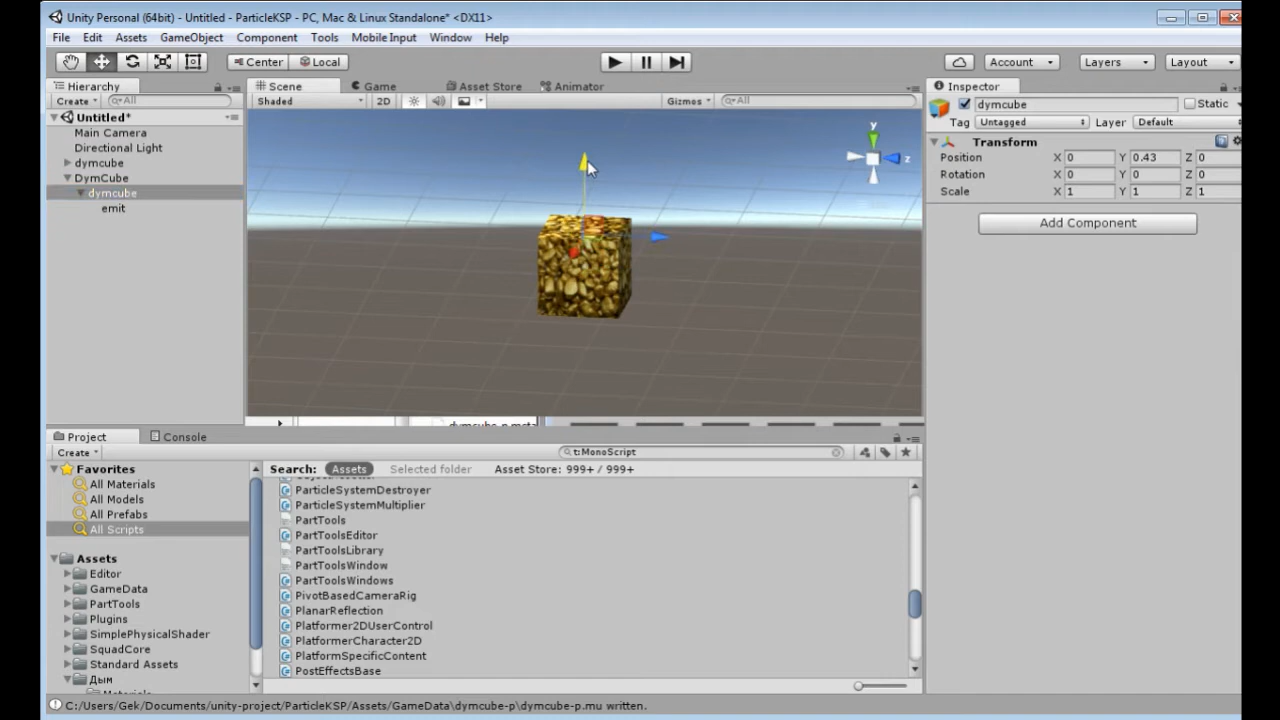 Unity Personal (64bit) - Untitled - ParticleKSP - PC, Mac & Linux Standalone* <DX11>
File Edit Assets GameObject Component Tools Mobile Input Window Help
Center Local Account Layers Layout
Hierarchy Scene Game Asset Store Animator Inspector
Create All Shaded 2D Gizmos All
dymcube Static
Untitled*
Tag Untagged Layer Default
Main Camera
Directional Light
dymcube
DymCube
dymcube
emit
Transform
Position X 0 Y 0.43 Z 0
Rotation X 0 Y 0 Z 0
Scale X 1 Y 1 Z 1
Add Component
y
z
Project Console
Create t:MonoScript
Favorites
All Materials
All Models
All Prefabs
All Scripts
Assets
Editor
GameData
PartTools
Plugins
SimplePhysicalShader
SquadCore
Standard Assets
Дым
Search: Assets Selected folder Asset Store: 999+ / 999+
ParticleSystemDestroyer
ParticleSystemMultiplier
PartTools
PartToolsEditor
PartToolsLibrary
PartToolsWindow
PartToolsWindows
PivotBasedCameraRig
PlanarReflection
Platformer2DUserControl
PlatformerCharacter2D
PlatformSpecificContent
PostEffectsBase
C:/Users/Gek/Documents/unity-project/ParticleKSP/Assets/GameData\dymcube-p\dymcube-p.mu written.